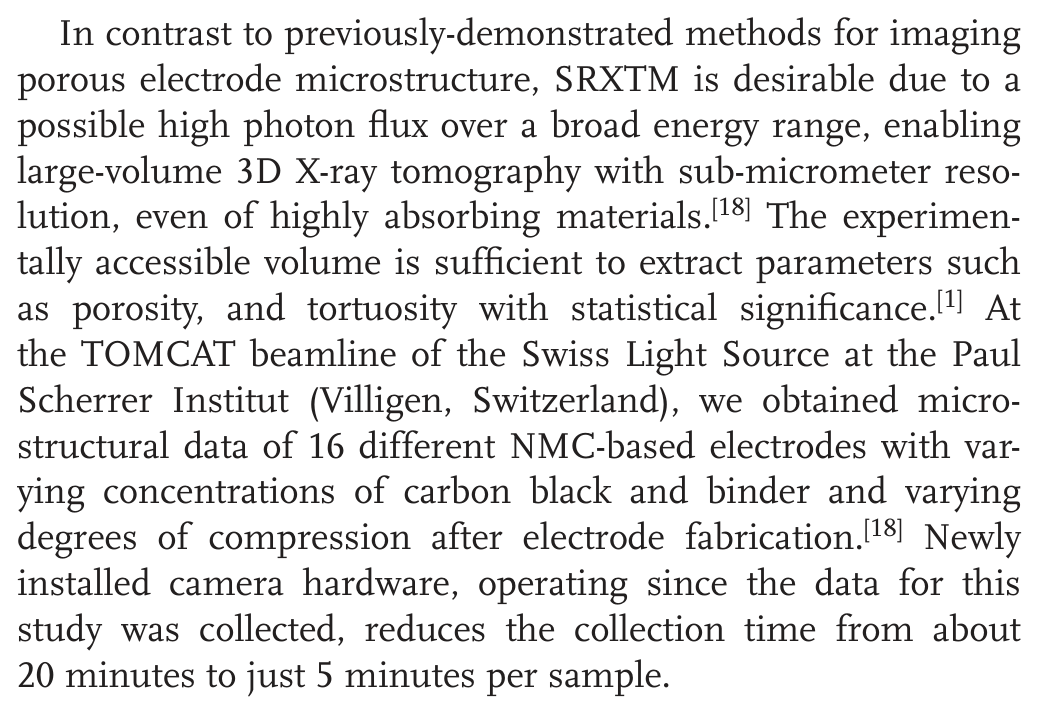 In contrast to previously-demonstrated methods for imaging
porous electrode microstructure, SRXTM is desirable due to a
possible high photon flux over a broad energy range, enabling
large-volume 3D X-ray tomography with sub-micrometer reso-
lution, even of highly absorbing materials.[18] The experimen-
tally accessible volume is sufficient to extract parameters such
as porosity, and tortuosity with statistical significance.[1] At
the TOMCAT beamline of the Swiss Light Source at the Paul
Scherrer Institut (Villigen, Switzerland), we obtained micro-
structural data of 16 different NMC-based electrodes with var-
ying concentrations of carbon black and binder and varying
degrees of compression after electrode fabrication.[18] Newly
installed camera hardware, operating since the data for this
study was collected, reduces the collection time from about
20 minutes to just 5 minutes per sample.